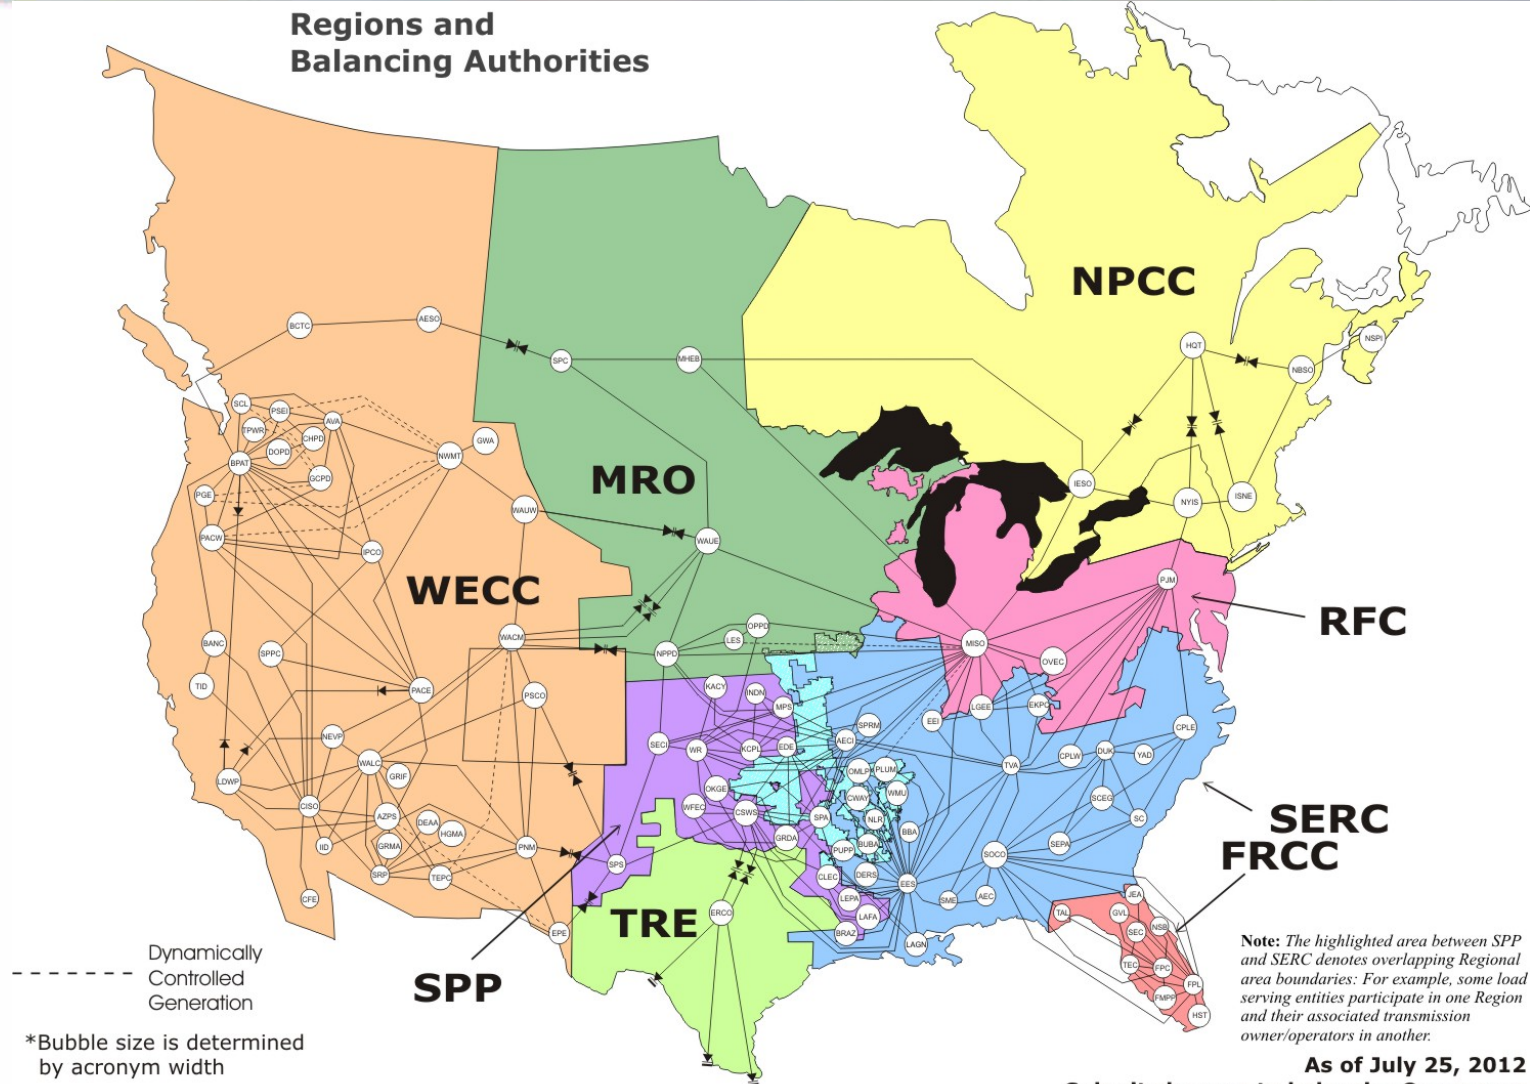 Regions and
Balancing Authorities
NPCC
BCTC
AESO
SPC
MHEB
HQT
NBSO
NSPI
SCL
PSEI
AVA
TPWR
CHPD
DOPD
BPAT
GCPD
NWMT
GWA
PGE
MRO
IESO
NYIS
ISNE
WAUW
PACW
IPCO
WAUE
WECC
PJM
RFC
WACM
BANC
SPPC
OPPD
LES
NPPD
MISO
OVEC
TID
PACE
PSCO
KACY
INDN
MPS
SPRM
EEI
LGEE
EKPC
CPLE
NEVP
SECI
WR
KCPL
EDE
AECI
TVA
CPLW
DUK
YAD
WALC
GRIF
LDWP
OMLP
PLUM
OKGE
CWAY
WMU
SCEG
CISO
WFEC
CSWS
SPA
NLR
SC
AZPS
DEAA
HGMA
GRDA
BBA
SERC
IID
GRMA
PNM
PUPP
BUBA
SEPA
FRCC
SRP
TEPC
SPS
CLEC
DERS
EES
SOCO
CFE
LEPA
SME
AEC
JEA
TRE
ERCO
LAFA
TAL
GVL
NSB
EPE
BRAZ
LAGN
SEC
SPP
TEC
FPC
FPL
FMPP
HST
Dynamically
Controlled
Generation
*Bubble size is determined
by acronym width
Note: The highlighted area between SPP
and SERC denotes overlapping Regional
area boundaries: For example, some load
serving entities participate in one Region
and their associated transmission
owner/operators in another.
As of July 25, 2012